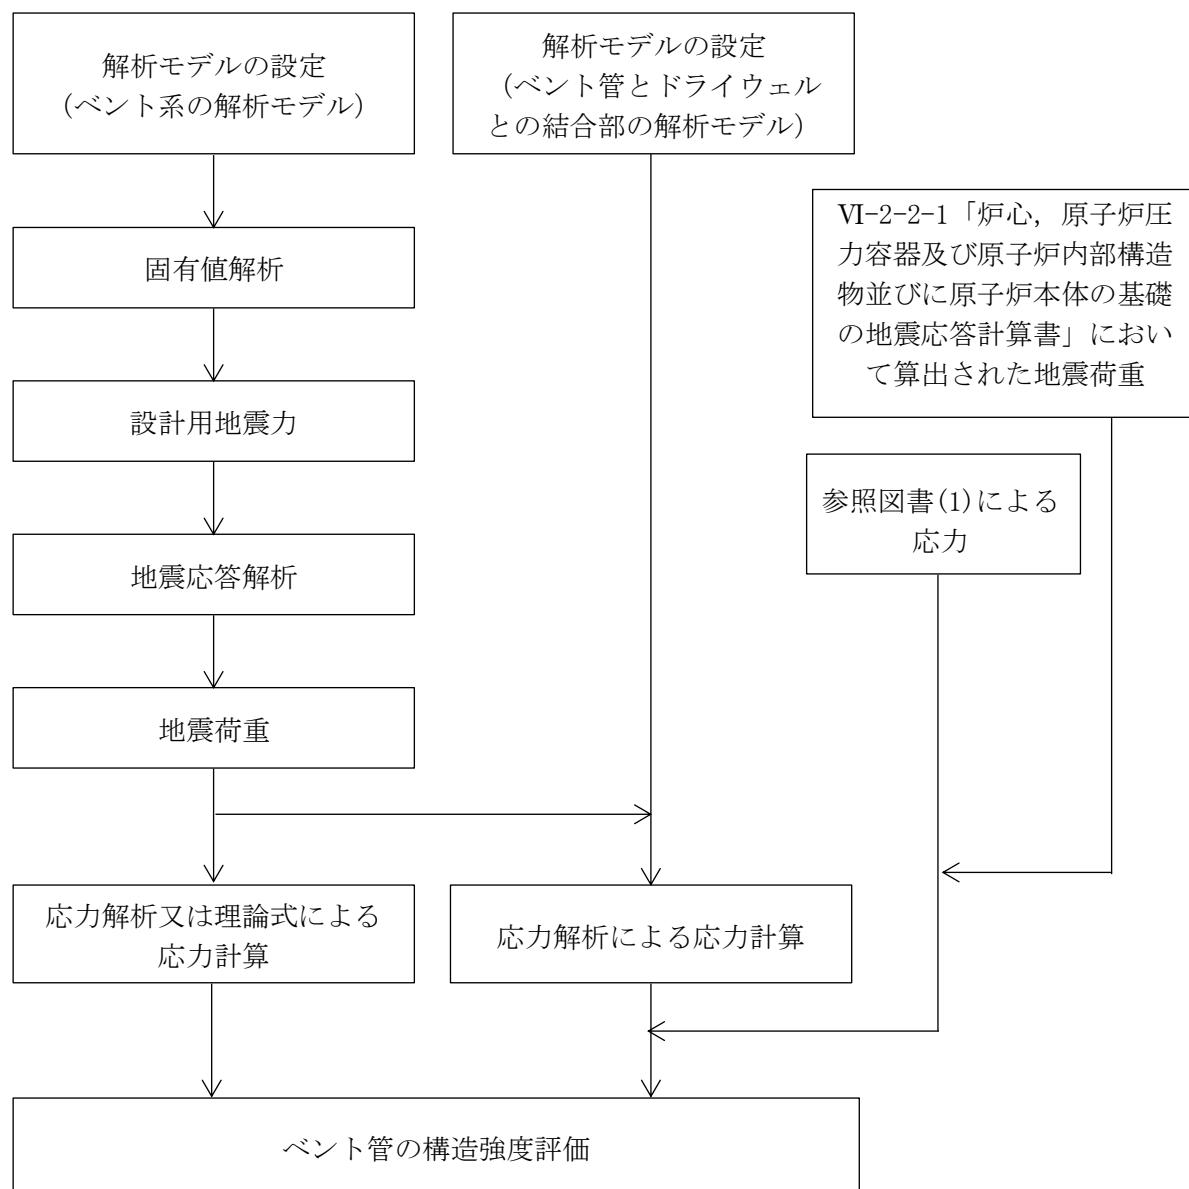 解析モデルの設定
（ベント系の解析モデル）
解析モデルの設定
（ベント管とドライウェル
との結合部の解析モデル）
Ⅵ-2-2-1「炉心，原子炉圧
力容器及び原子炉内部構造
物並びに原子炉本体の基礎
の地震応答計算書」におい
て算出された地震荷重
固有値解析
設計用地震力
参照図書(1)による
応力
地震応答解析
地震荷重
応力解析又は理論式による
応力計算
応力解析による応力計算
ベント管の構造強度評価